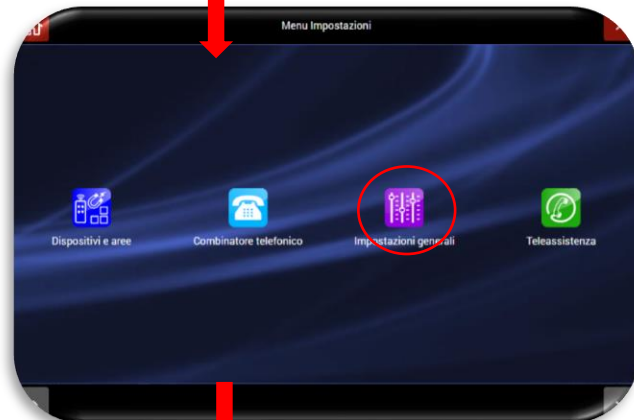 Menu Impostazioni
Dispositivi e aree
Combinatore telefonico
Impostazioni generali
Teleassistenza